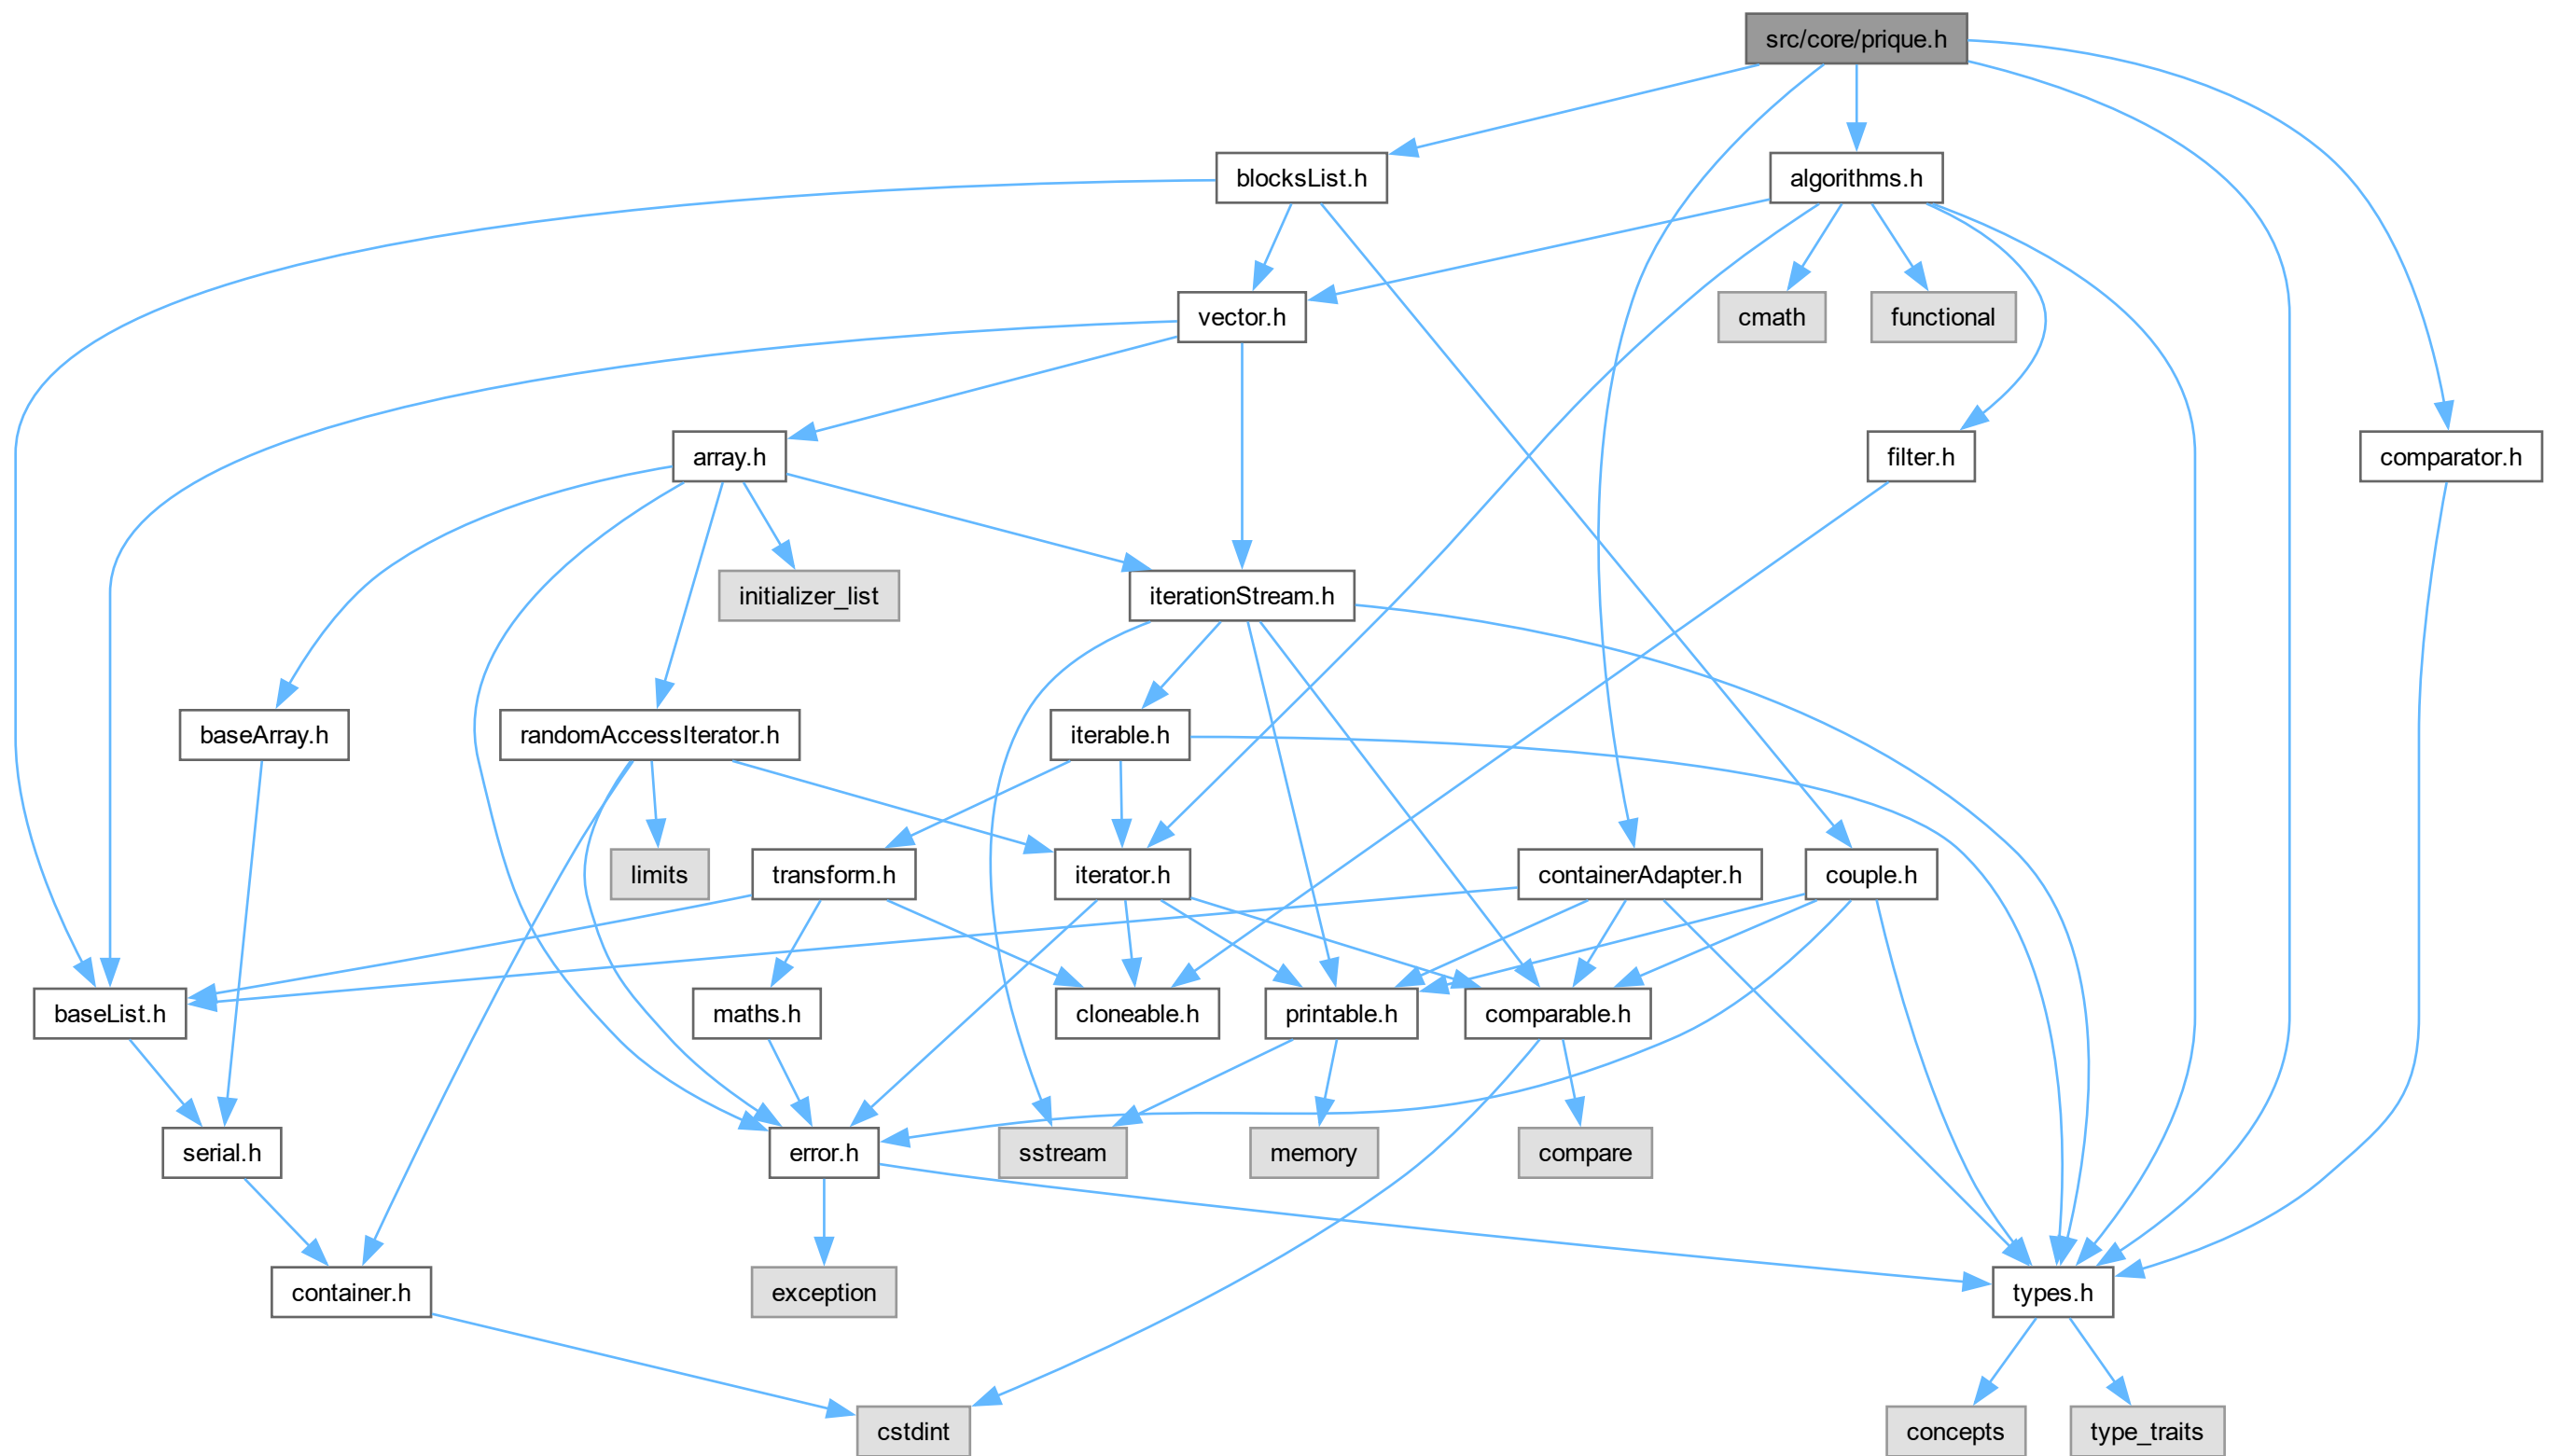 src/core/prique.h
blocksList.h
algorithms.h
vector.h
cmath
functional
array.h
filter.h
comparator.h
initializer_list
iterationStream.h
baseArray.h
randomAccessIterator.h
iterable.h
limits
transform.h
iterator.h
containerAdapter.h
couple.h
baseList.h
maths.h
cloneable.h
printable.h
comparable.h
serial.h
error.h
sstream
memory
compare
container.h
exception
types.h
cstdint
concepts
type_traits